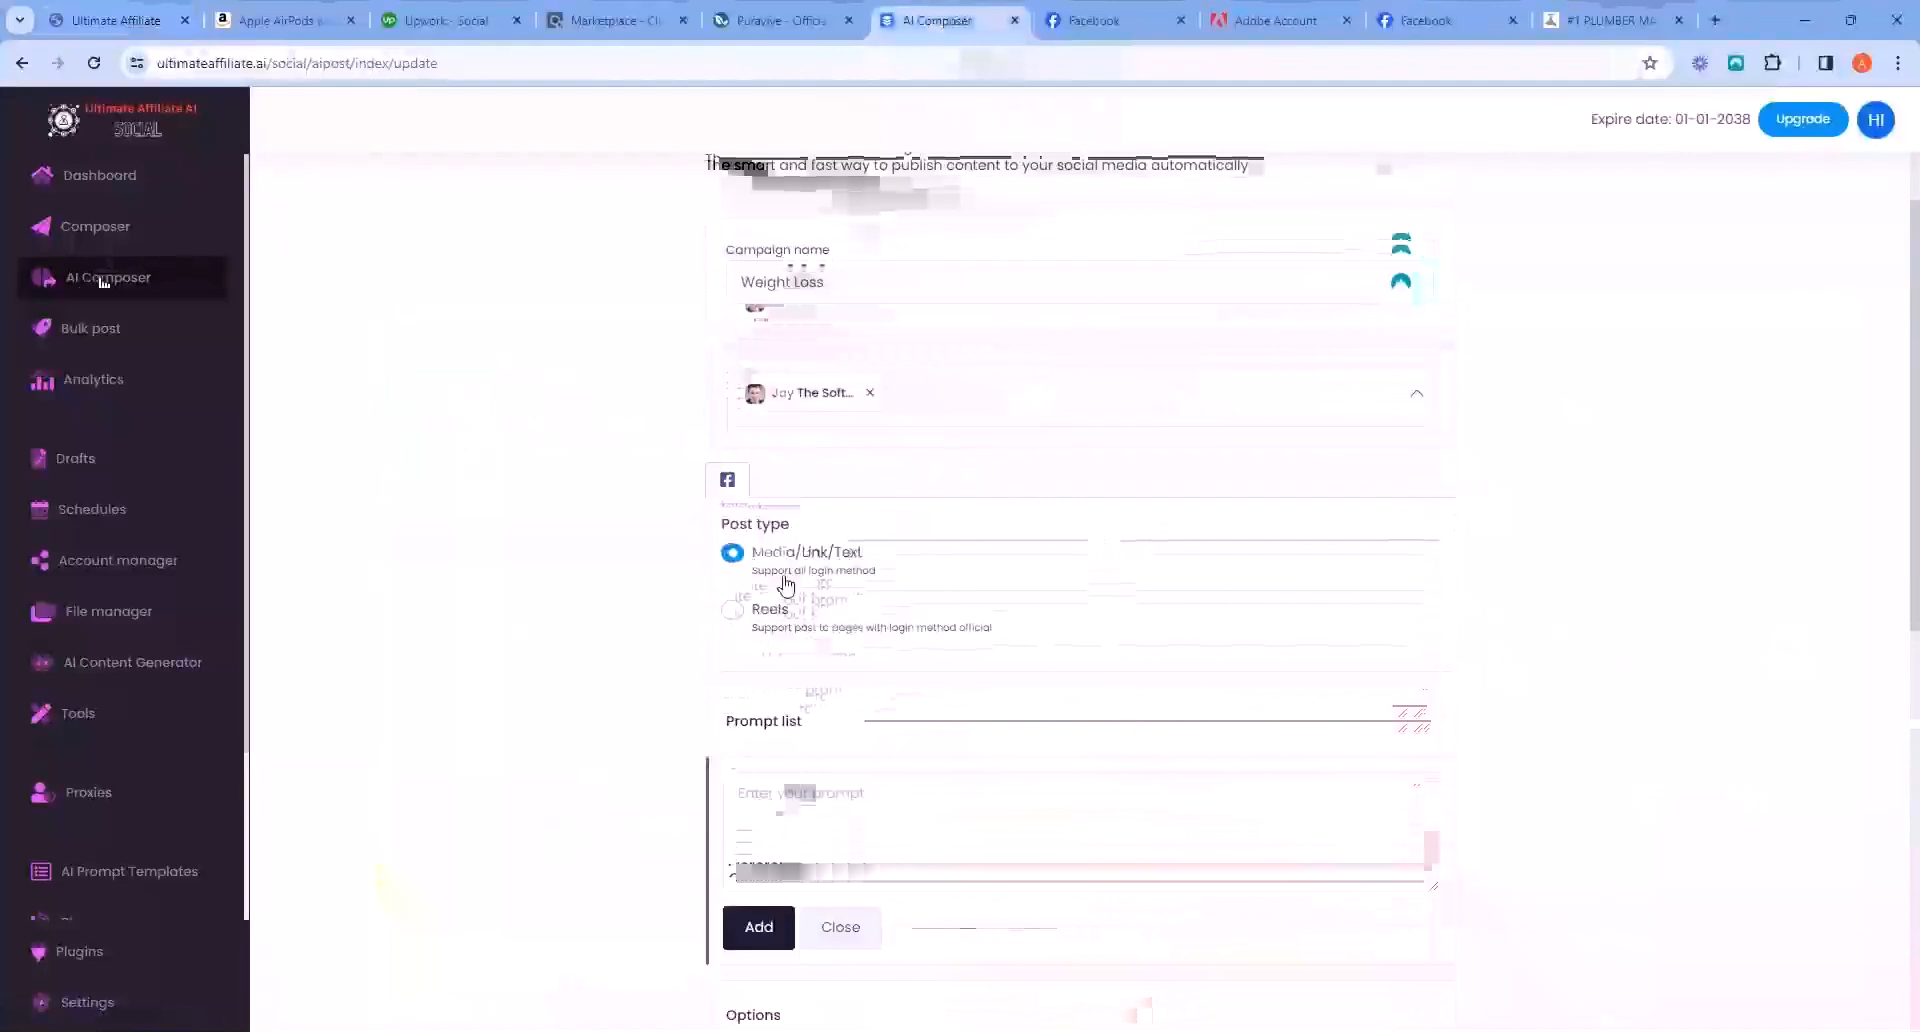 Ultimate Affiliate
Apple AirPods
Upwork - Social
Marketplace - Cli
Puravive - Offici
AI Composer
Facebook
Adobe Account
Facebook
#1 PLUMBER MA
ultimateaffiliate.ai/social/aipost/index/update
Ultimate Affiliate AI
SOCIAL
Expire date: 01-01-2038
Upgrade
HI
Dashboard
Composer
AI Composer
Bulk post
Analytics
Drafts
Schedules
Account manager
File manager
AI Content Generator
Tools
Proxies
AI Prompt Templates
Plugins
Settings
The smart and fast way to publish content to your social media automatically
Campaign name
Weight Loss
Jay The Soft...
Post type
Media/Link/Text
Support all login method
Reels
Support post to pages with login method official
Prompt list
Enter your prompt
Add
Close
Options